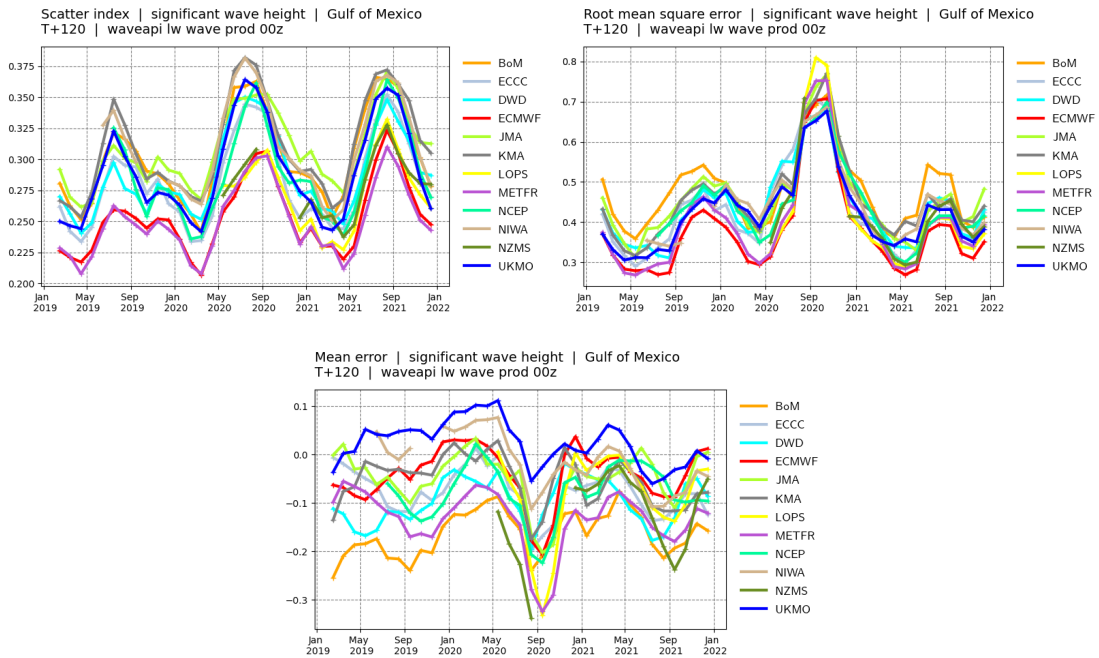 Scatter index | significant wave height | Gulf of Mexico
T+120 | waveapi lw wave prod 00z
0.375
0.350
0.325
0.300
0.275
0.250
0.225
0.200
Jan 2019
May 2019
Sep 2019
Jan 2020
May 2020
Sep 2020
Jan 2021
May 2021
Sep 2021
Jan 2022
BoM
ECCC
DWD
ECMWF
JMA
KMA
LOPS
METFR
NCEP
NIWA
NZMS
UKMO
Root mean square error | significant wave height | Gulf of Mexico
T+120 | waveapi lw wave prod 00z
0.8
0.7
0.6
0.5
0.4
0.3
Jan 2019
May 2019
Sep 2019
Jan 2020
May 2020
Sep 2020
Jan 2021
May 2021
Sep 2021
Jan 2022
BoM
ECCC
DWD
ECMWF
JMA
KMA
LOPS
METFR
NCEP
NIWA
NZMS
UKMO
Mean error | significant wave height | Gulf of Mexico
T+120 | waveapi lw wave prod 00z
0.1
0.0
−0.1
−0.2
−0.3
Jan 2019
May 2019
Sep 2019
Jan 2020
May 2020
Sep 2020
Jan 2021
May 2021
Sep 2021
Jan 2022
BoM
ECCC
DWD
ECMWF
JMA
KMA
LOPS
METFR
NCEP
NIWA
NZMS
UKMO